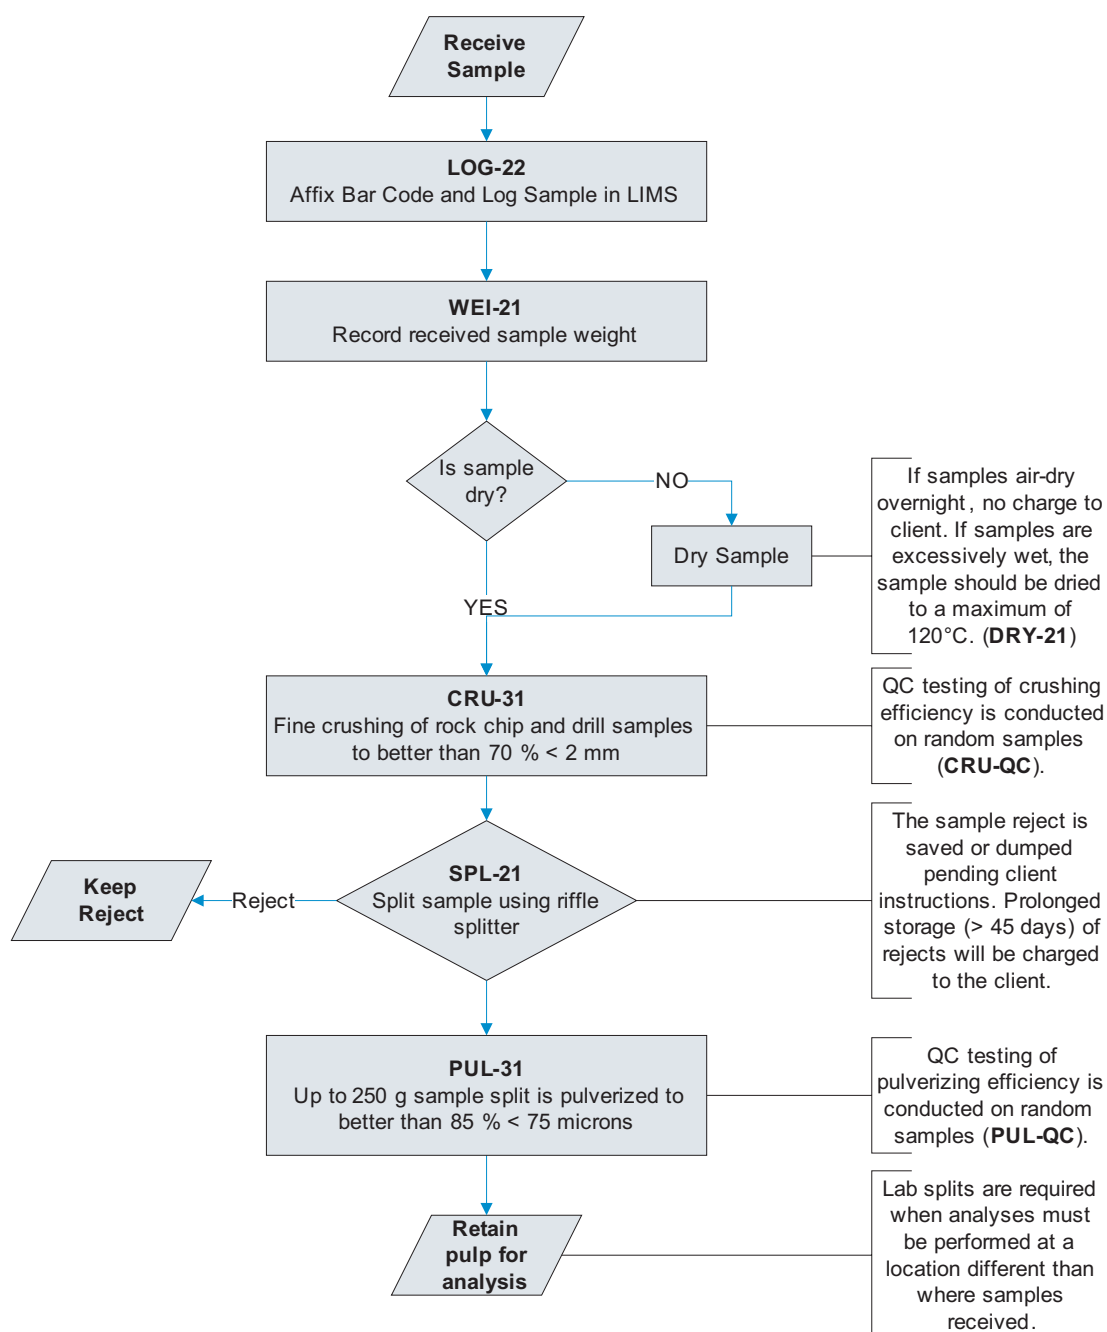 Receive
Sample
LOG-22
Affix Bar Code and Log Sample in LIMS
WEI-21
Record received sample weight
Is sample
dry?
NO
Dry Sample
If samples air-dry
overnight, no charge to
client. If samples are
excessively wet, the
sample should be dried
to a maximum of
120°C. (DRY-21)
YES
CRU-31
Fine crushing of rock chip and drill samples
to better than 70 % < 2 mm
QC testing of crushing
efficiency is conducted
on random samples
(CRU-QC).
SPL-21
Split sample using riffle
splitter
Reject
Keep
Reject
The sample reject is
saved or dumped
pending client
instructions. Prolonged
storage (> 45 days) of
rejects will be charged
to the client.
PUL-31
Up to 250 g sample split is pulverized to
better than 85 % < 75 microns
QC testing of
pulverizing efficiency is
conducted on random
samples (PUL-QC).
Retain
pulp for
analysis
Lab splits are required
when analyses must
be performed at a
location different than
where samples
received.